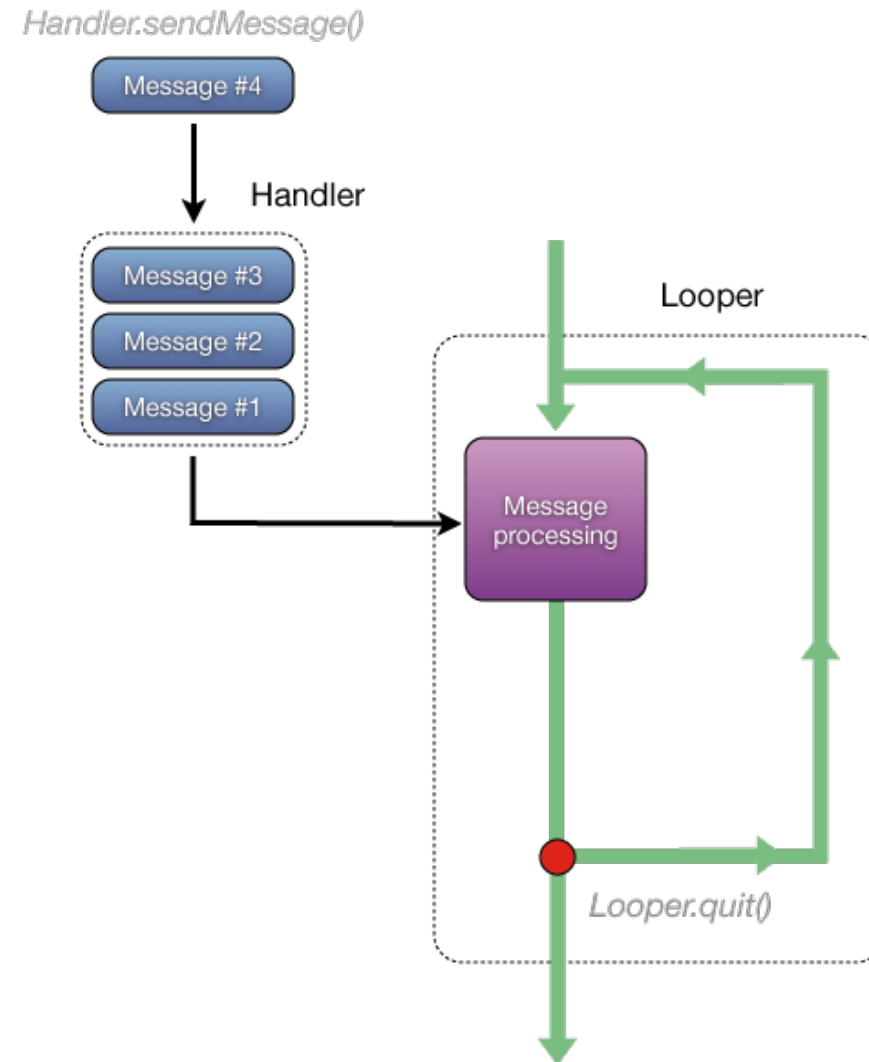 Handler.sendMessage()
Message #4
Handler
Message #3
Message #2
Message #1
Looper
Message
processing
Looper.quit()